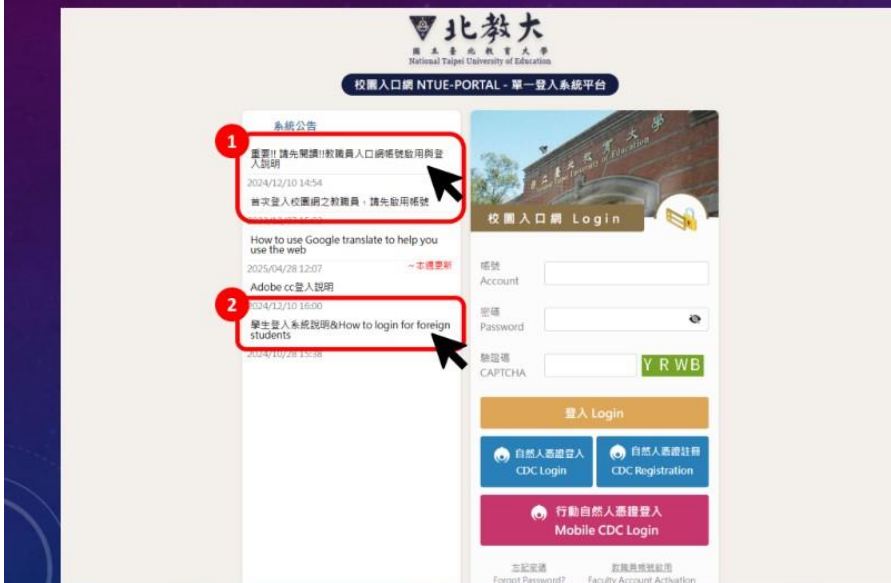 北教大
國立臺北教育大學
National Taipei University of Education
校園入口網 NTUE-PORTAL - 單一登入系統平台
系統公告
1
重要!! 請先閱讀!!教職員入口網帳號啟用與登
入說明
2024/12/10 14:54
首次登入校園網之教職員，請先啟用帳號
How to use Google translate to help you
use the web
2025/04/28 12:07
~本週更新
Adobe cc登入說明
2
2024/12/10 16:00
學生登入系統說明&How to login for foreign
students
2024/10/28 15:38
國立臺北教育大學
校園入口網 Login
帳號
Account
密碼
Password
驗證碼
CAPTCHA
Y R W B
登入 Login
自然人憑證登入
CDC Login
自然人憑證註冊
CDC Registration
行動自然人憑證登入
Mobile CDC Login
忘記密碼
Forgot Password?
教職員帳號啟用
Faculty Account Activation